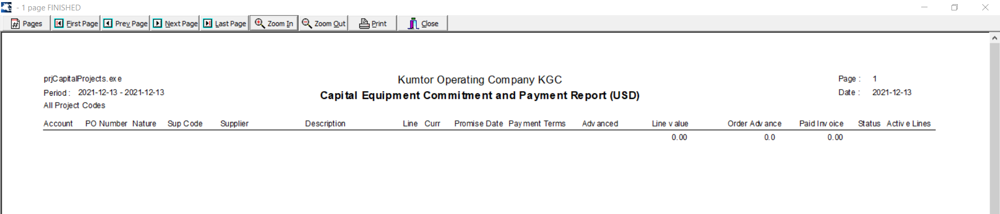 - 1 page FINISHED
Pages First Page Prev Page Next Page Last Page Zoom In Zoom Out Print Close
prjCapitalProjects.exe Kumtor Operating Company KGC Page : 1
Period : 2021-12-13 - 2021-12-13 Capital Equipment Commitment and Payment Report (USD) Date : 2021-12-13
All Project Codes
Account PO Number Nature Sup Code Supplier Description Line Curr Promise Date Payment Terms Advanced Line value Order Advance Paid Invoice Status Active Lines
0.00 0.0 0.00